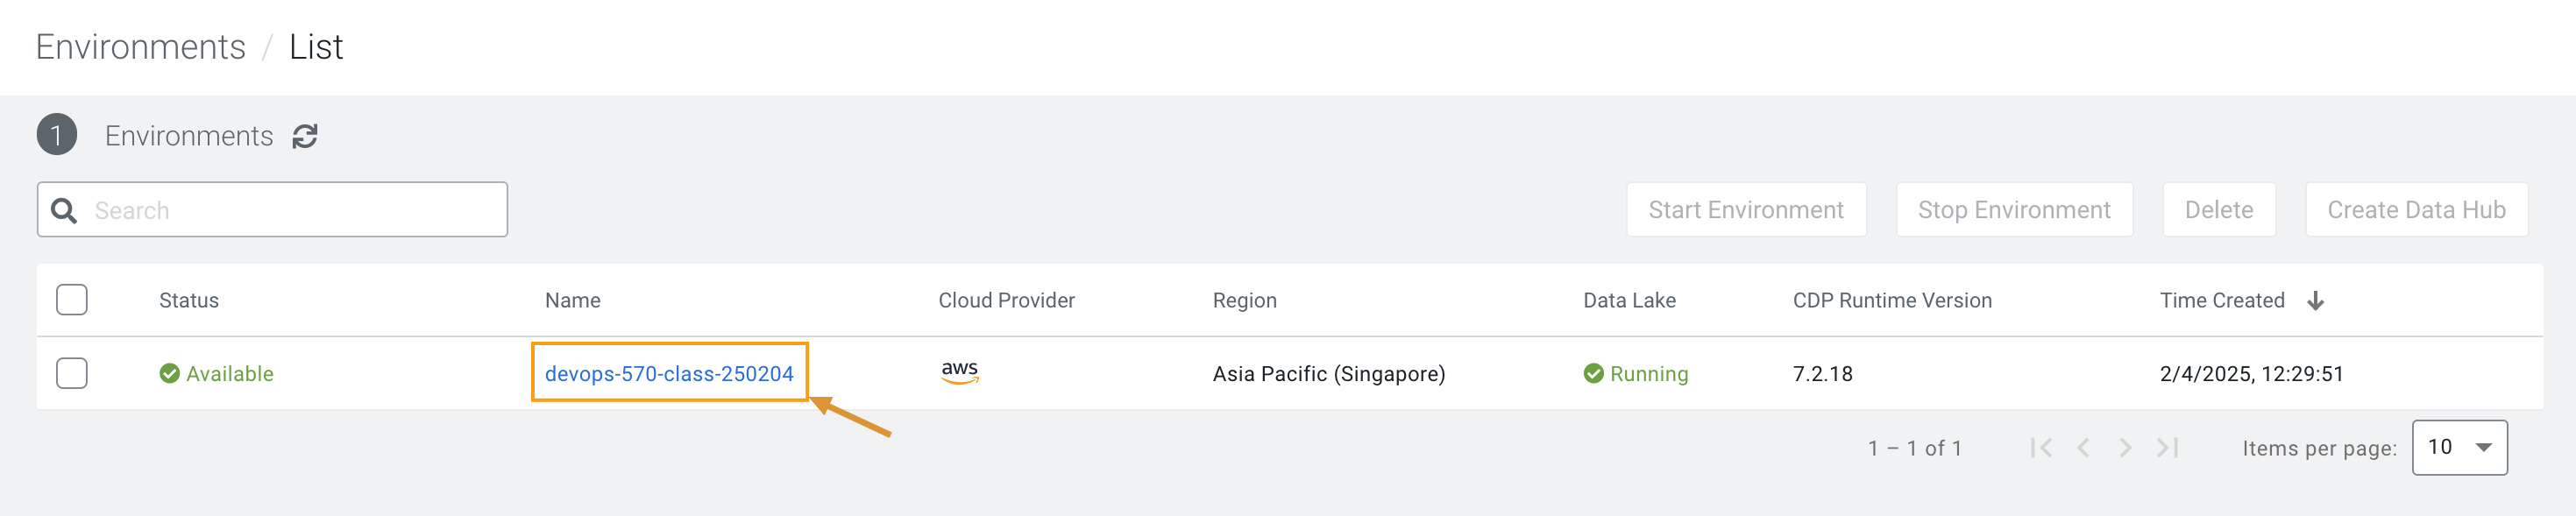 Environments / List
1 Environments
Search
Start Environment Stop Environment Delete Create Data Hub
Status Name Cloud Provider Region Data Lake CDP Runtime Version Time Created
Available devops-570-class-250204 aws Asia Pacific (Singapore) Running 7.2.18 2/4/2025, 12:29:51
1 – 1 of 1 Items per page: 10